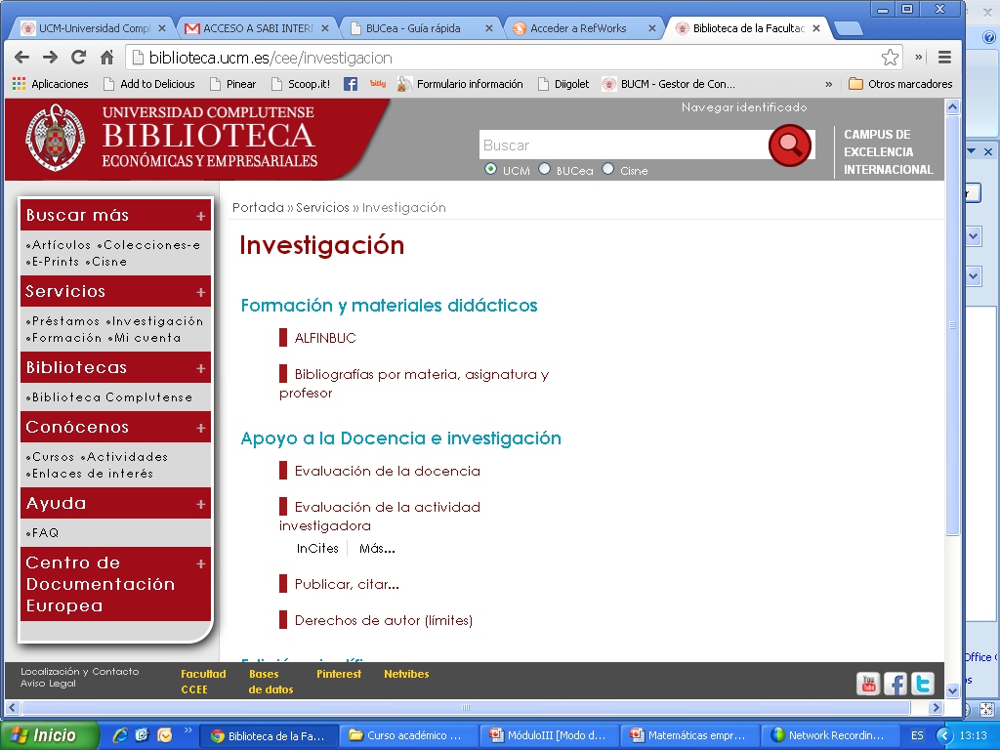 UCM-Universidad Compl
ACCESO A SABI INTERN
BUCea - Guía rápida
Acceder a RefWorks
Biblioteca de la Facultad
biblioteca.ucm.es/cee/investigacion
Aplicaciones
Add to Delicious
Pinear
Scoop.it!
bitly
Formulario información
Diigolet
BUCM - Gestor de Con...
»
Otros marcadores
UNIVERSIDAD COMPLUTENSE
BIBLIOTECA
ECONÓMICAS Y EMPRESARIALES
Navegar identificado
Buscar
UCM BUCea Cisne
CAMPUS DE
EXCELENCIA
INTERNACIONAL
Buscar más +
Artículos Colecciones-e
E-Prints Cisne
Servicios +
Préstamos Investigación
Formación Mi cuenta
Bibliotecas +
Biblioteca Complutense
Conócenos +
Cursos Actividades
Enlaces de interés
Ayuda +
FAQ
Centro de +
Documentación
Europea
Portada » Servicios » Investigación
Investigación
Formación y materiales didácticos
ALFINBUC
Bibliografías por materia, asignatura y
profesor
Apoyo a la Docencia e investigación
Evaluación de la docencia
Evaluación de la actividad
investigadora
InCites Más...
Publicar, citar...
Derechos de autor (límites)
Localización y Contacto
Aviso Legal
Facultad
CCEE
Bases
de datos
Pinterest
Netvibes
You Tube
Office
Inicio
»
Biblioteca de la Fa...
Curso académico ...
MóduloIII [Modo d...
Matemáticas empr...
Network Recordin...
ES
13:13